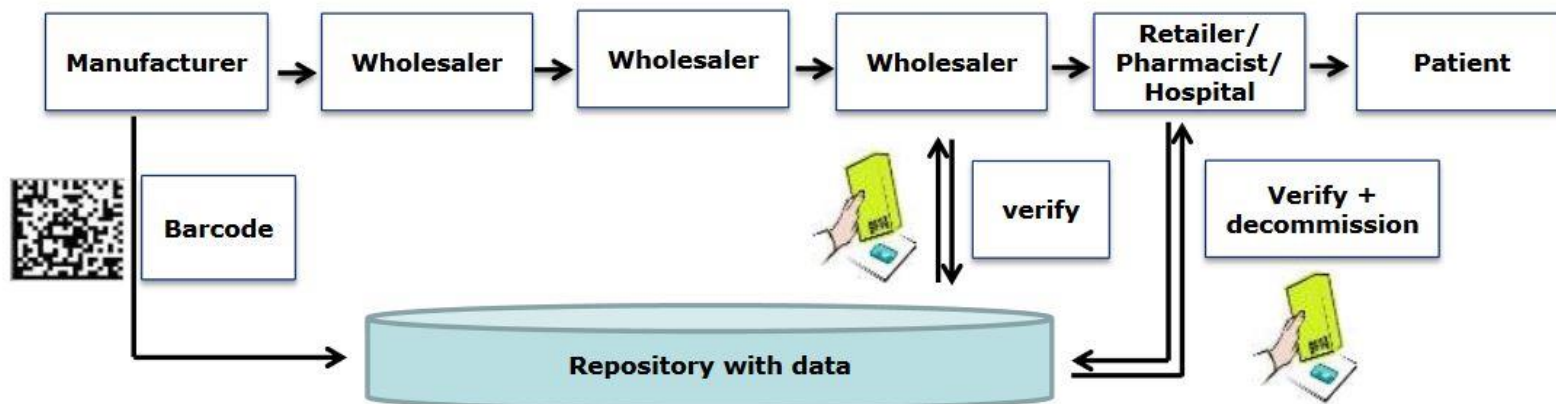 Manufacturer
Wholesaler
Wholesaler
Wholesaler
Retailer/
Pharmacist/
Hospital
Patient
Barcode
verify
Verify +
decommission
Repository with data